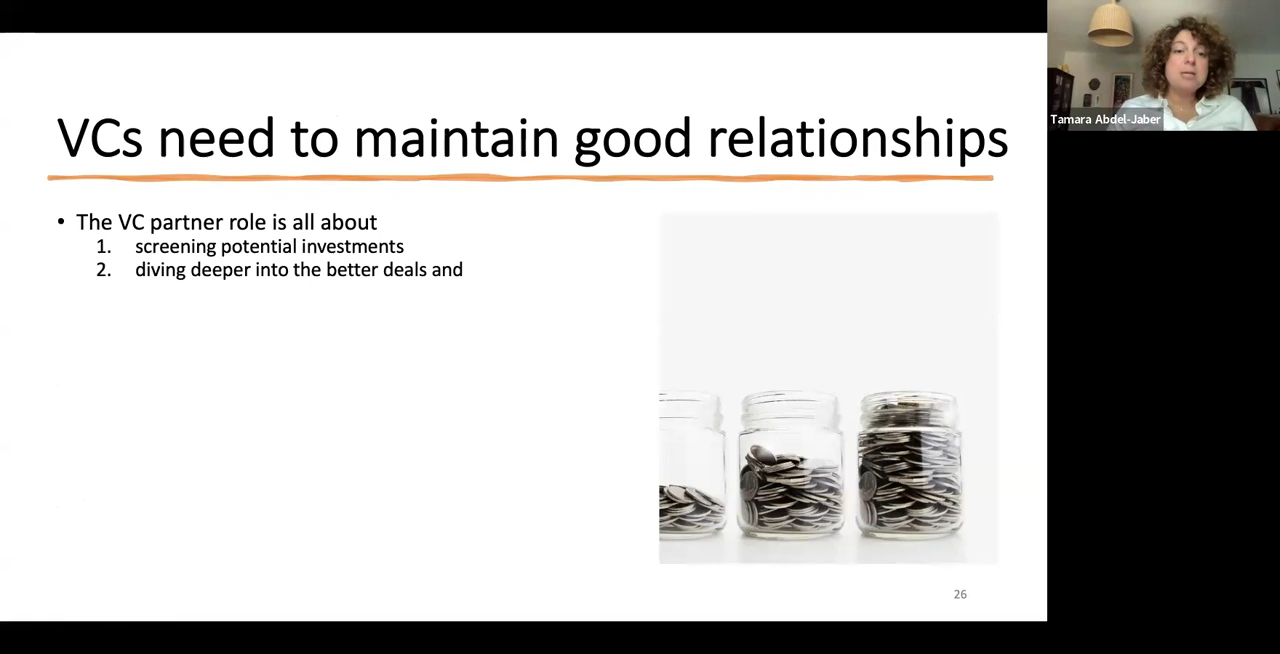 VCs need to maintain good relationships
• The VC partner role is all about
1. screening potential investments
2. diving deeper into the better deals and
26
Tamara Abdel-Jaber